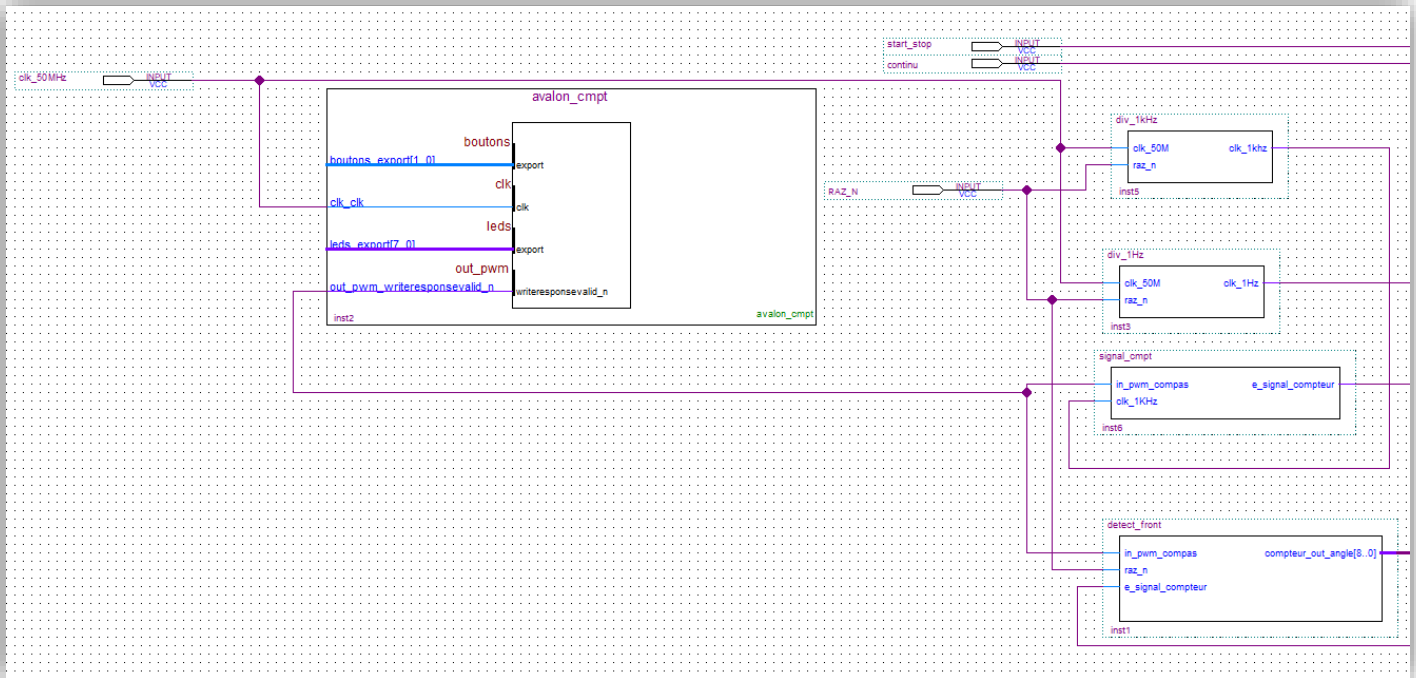 start_stop INPUT VCC
continu INPUT VCC
clk_50MHz INPUT VCC
avalon_cmpt
boutons
boutons_export[1..0] export
clk
clk_clk clk
leds
leds_export[7..0] export
out_pwm
out_pwm_writeresponsevalid_n writeresponsevalid_n
inst2 avalon_cmpt
RAZ_N INPUT VCC
div_1kHz
clk_50M clk_1khz
raz_n
inst5
div_1Hz
clk_50M clk_1Hz
raz_n
inst3
signal_cmpt
in_pwm_compas e_signal_compteur
clk_1KHz
inst6
detect_front
in_pwm_compas compteur_out_angle[8..0]
raz_n
e_signal_compteur
inst1